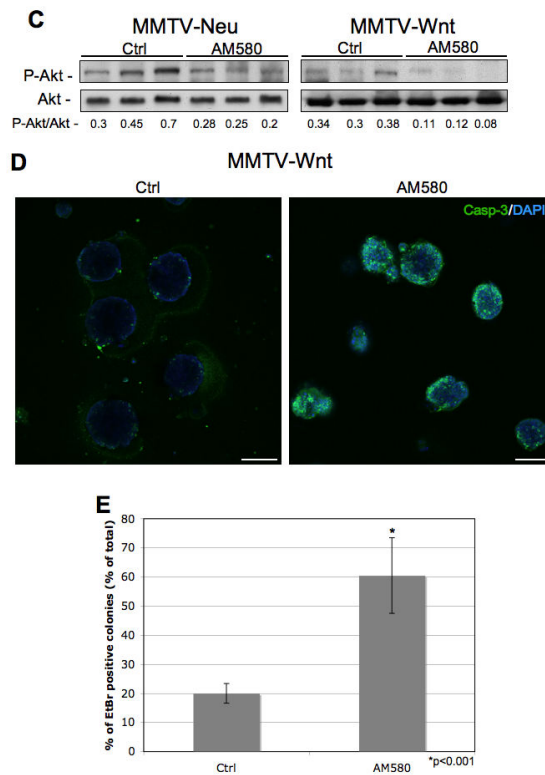 C MMTV-Neu MMTV-Wnt
Ctrl AM580 Ctrl AM580
P-Akt -
Akt -
P-Akt/Akt - 0.3 0.45 0.7 0.28 0.25 0.2 0.34 0.3 0.38 0.11 0.12 0.08
D MMTV-Wnt
Ctrl AM580
Casp-3/DAPI
E
% of EtBr positive colonies (% of total)
80
70
60
50
40
30
20
10
0
*
Ctrl AM580
*p<0.001